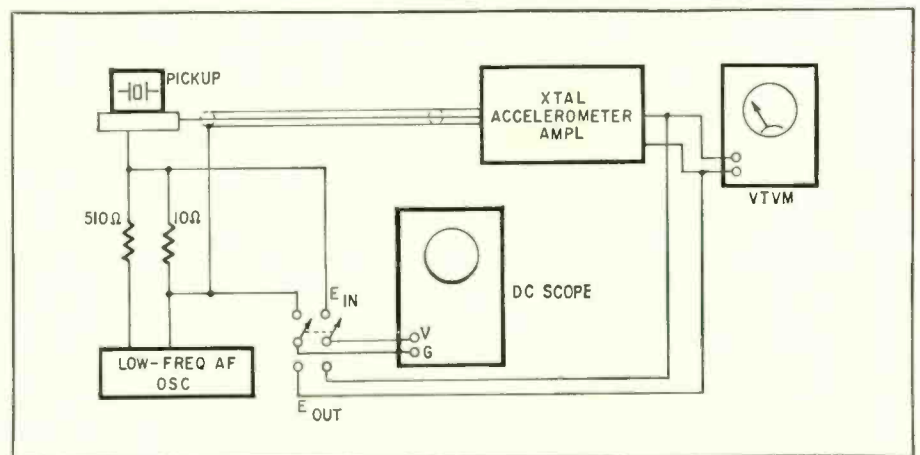 PICKUP
XTAL
ACCELEROMETER
AMPL
VTVM
510Ω
10Ω
E IN
DC SCOPE
V
G
LOW-FREQ AF
OSC
E OUT